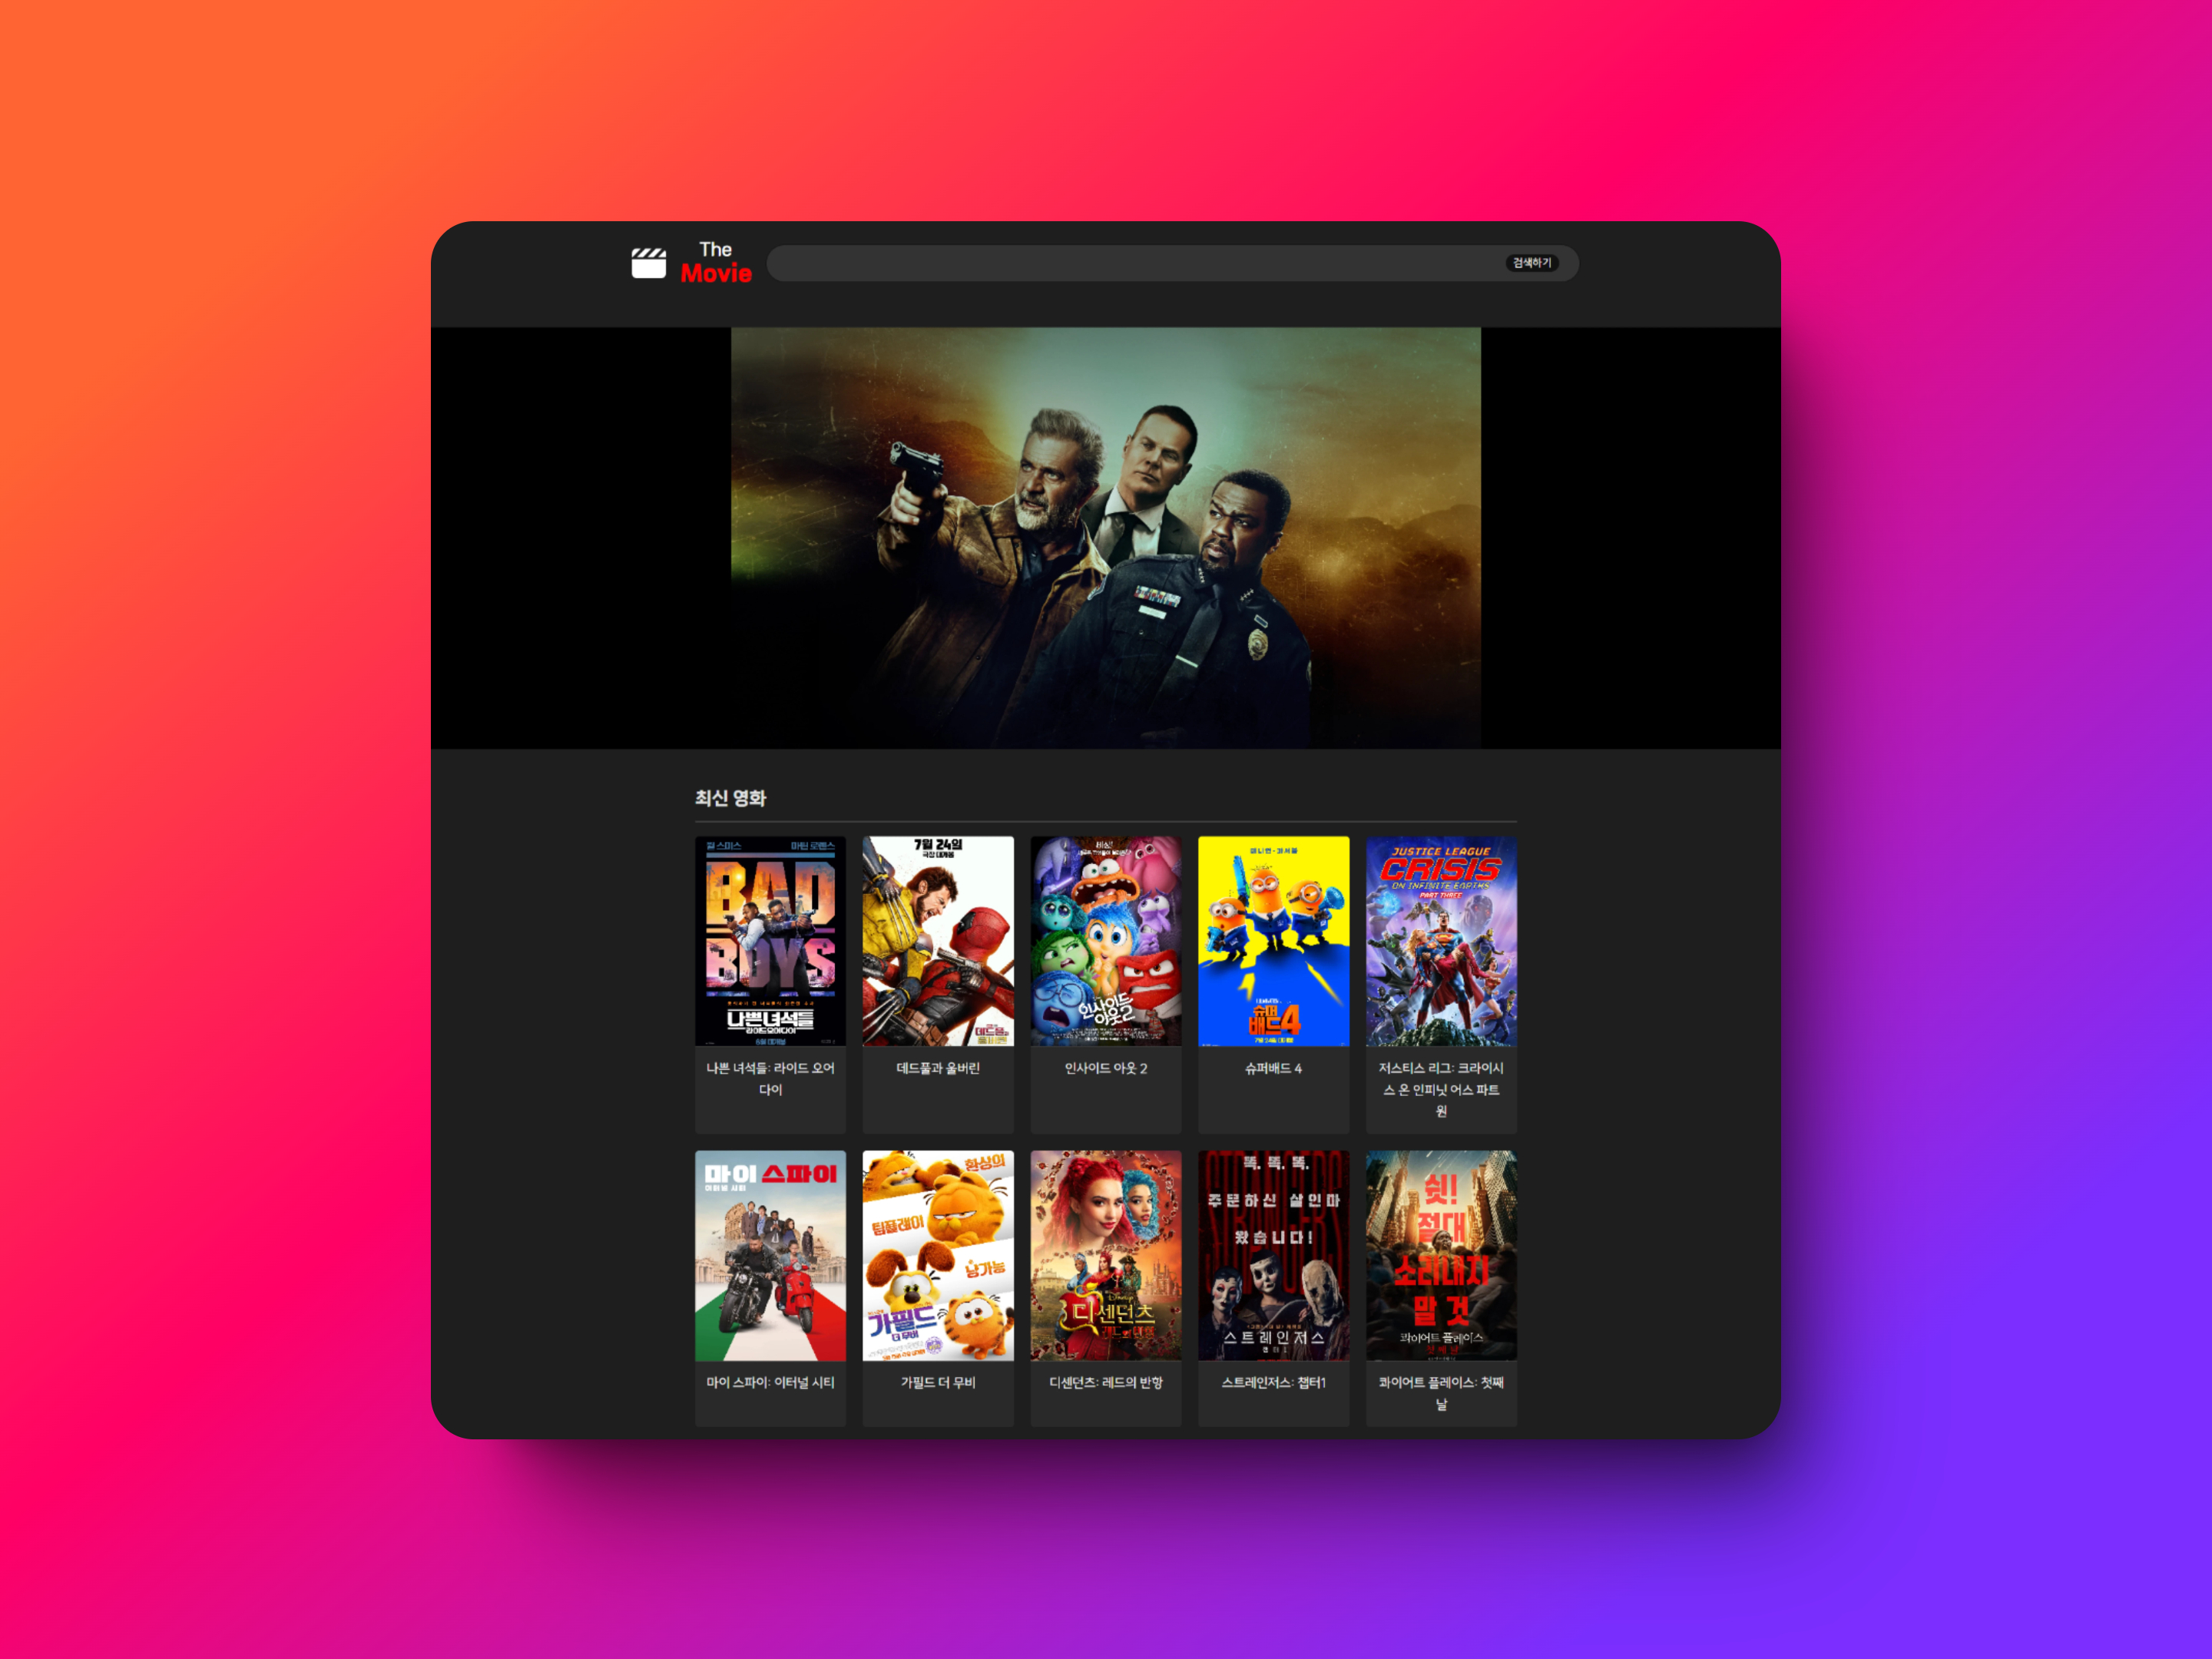 The
Movie
검색하기
최신 영화
윌 스미스 마틴 로렌스
BAD
BOYS
나쁜녀석들
라이드 오어 다이
6월 대개봉
7월 24일
극장 대개봉
데드풀과
울버린
인사이드
아웃2
미니언·커서블
슈퍼
배드4
7월 24일 대개봉
JUSTICE LEAGUE
CRISIS
ON INFINITE EARTHS
PART THREE
나쁜 녀석들: 라이드 오어
다이
데드풀과 울버린
인사이드 아웃 2
슈퍼배드 4
저스티스 리그: 크라이시
스 온 인피닛 어스 파트
원
마이 스파이
이터널 시티
환상의
팀플레이
냥가능
가필드
더 무비
Disney
디센던츠
레드의 반항
똑. 똑. 똑.
주문하신 살인마
왔습니다!
스트레인저스
챕터1
쉿!
절대
소리내지
말 것
콰이어트 플레이스
첫째 날
마이 스파이: 이터널 시티
가필드 더 무비
디센던츠: 레드의 반항
스트레인저스: 챕터1
콰이어트 플레이스: 첫째
날